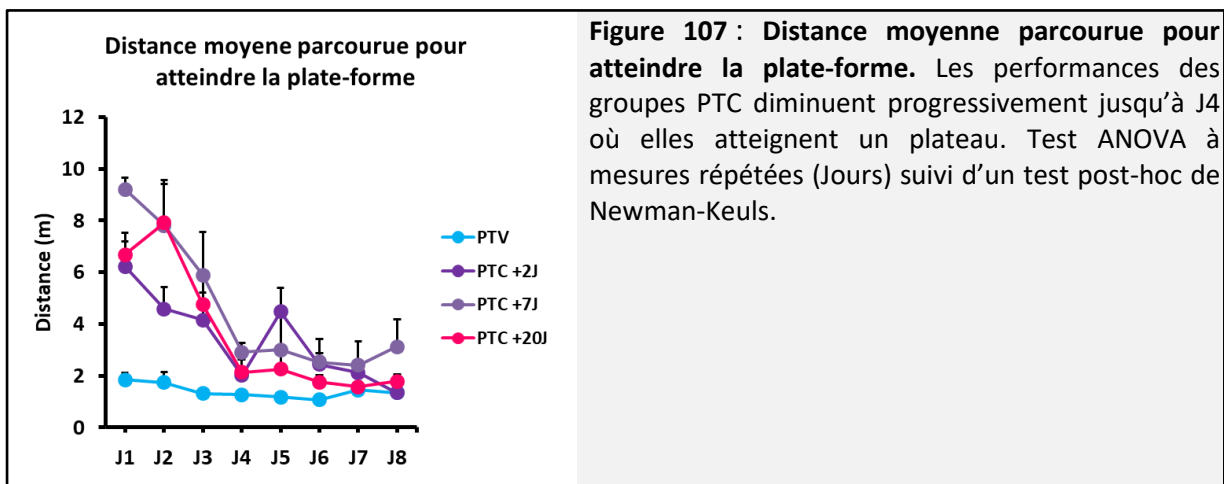 Distance moyene parcourue pour
atteindre la plate-forme
12
10
8
6
4
2
0
Distance (m)
J1 J2 J3 J4 J5 J6 J7 J8
PTV
PTC +2J
PTC +7J
PTC +20J
Figure 107 : Distance moyenne parcourue pour
atteindre la plate-forme. Les performances des
groupes PTC diminuent progressivement jusqu’à J4
où elles atteignent un plateau. Test ANOVA à
mesures répétées (Jours) suivi d’un test post-hoc de
Newman-Keuls.